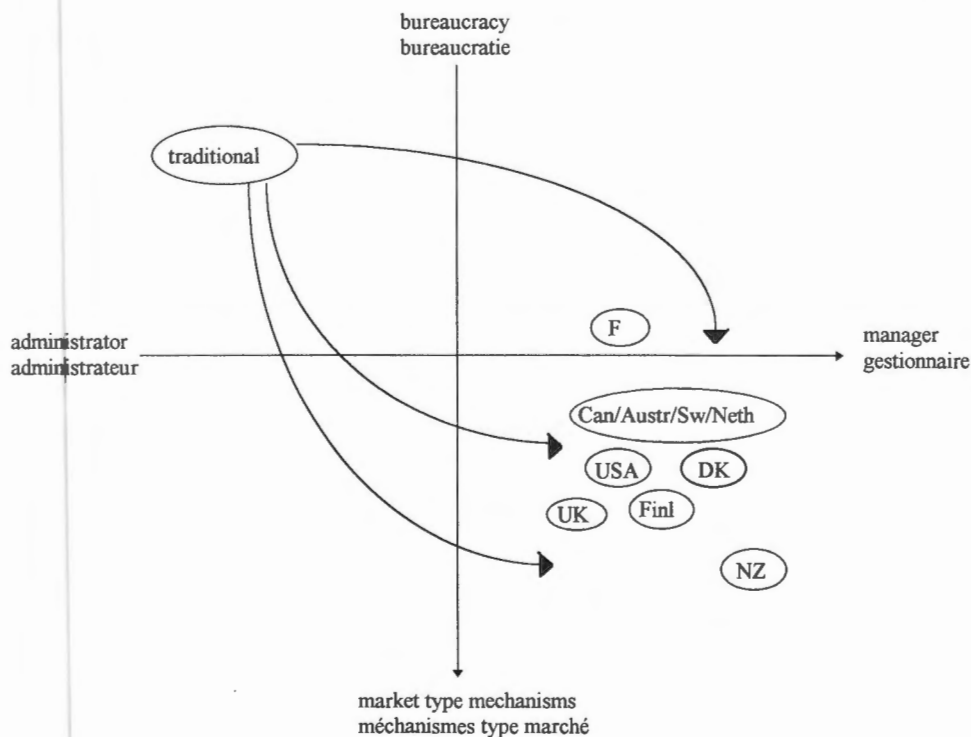 bureaucracy
bureaucratie
traditional
F
administrator
administrateur
manager
gestionnaire
Can/Austr/Sw/Neth
USA
DK
UK
Finl
NZ
market type mechanisms
méchanismes type marché